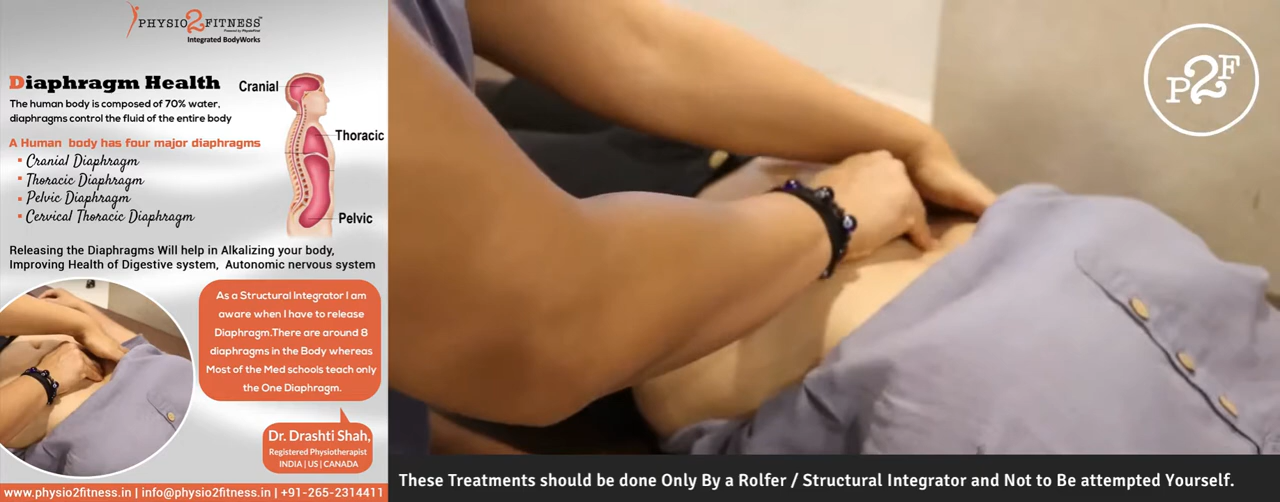 PHYSIO2FITNESS™
Powered by PhysioFirst
Integrated BodyWorks
Diaphragm Health
The human body is composed of 70% water,
diaphragms control the fluid of the entire body
A Human body has four major diaphragms
Cranial Diaphragm
Thoracic Diaphragm
Pelvic Diaphragm
Cervical Thoracic Diaphragm
Cranial
Thoracic
Pelvic
Releasing the Diaphragms Will help in Alkalizing your body,
Improving Health of Digestive system, Autonomic nervous system
As a Structural Integrator I am
aware when I have to release
Diaphragm.There are around 8
diaphragms in the Body whereas
Most of the Med schools teach only
the One Diaphragm.
Dr. Drashti Shah,
Registered Physiotherapist
INDIA | US | CANADA
www.physio2fitness.in | info@physio2fitness.in | +91-265-2314411
P2F
These Treatments should be done Only By a Rolfer / Structural Integrator and Not to Be attempted Yourself.